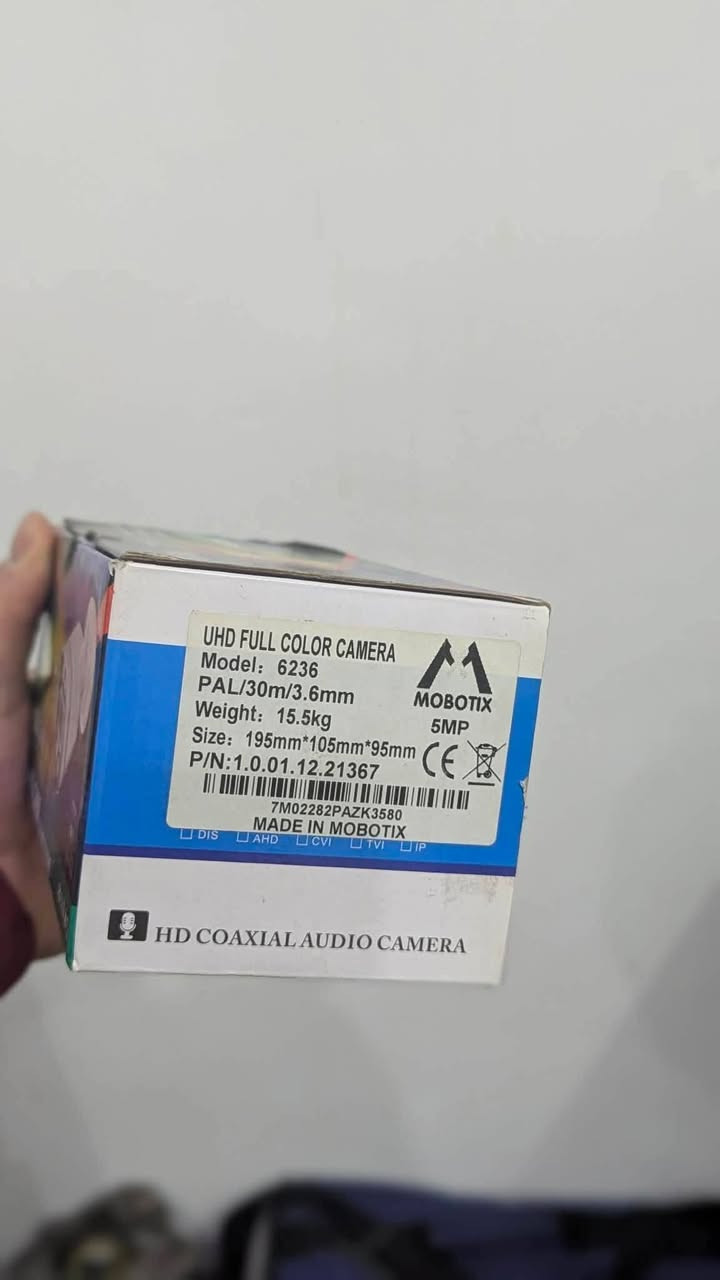 UHD FULL COLOR CAMERA
Model: 6236
PAL/30m/3.6mm
Weight: 15.5kg
Size: 195mm*105mm*95mm
P/N:1.0.01.12.21367
MOBOTIX
5MP
CE
7M02282PAZK3580
MADE IN MOBOTIX
DIS AHD CVI TVI IP
HD COAXIAL AUDIO CAMERA